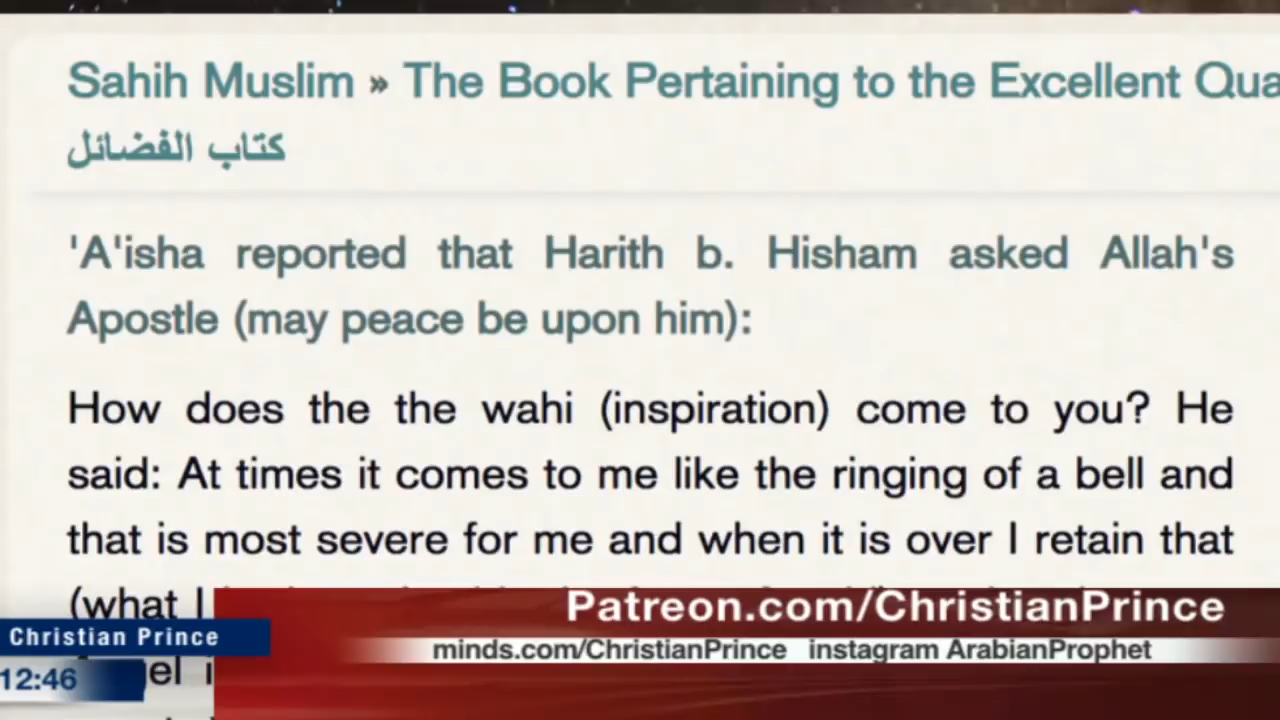 Sahih Muslim » The Book Pertaining to the Excellent
كتاب الفضائل
'A'isha reported that Harith b. Hisham asked Allah's
Apostle (may peace be upon him):
How does the the wahi (inspiration) come to you? He
said: At times it comes to me like the ringing of a bell and
that is most severe for me and when it is over I retain that
(what I
Patreon.com/ChristianPrince
Christian Prince
minds.com/ChristianPrince instagram ArabianProphet
12:46